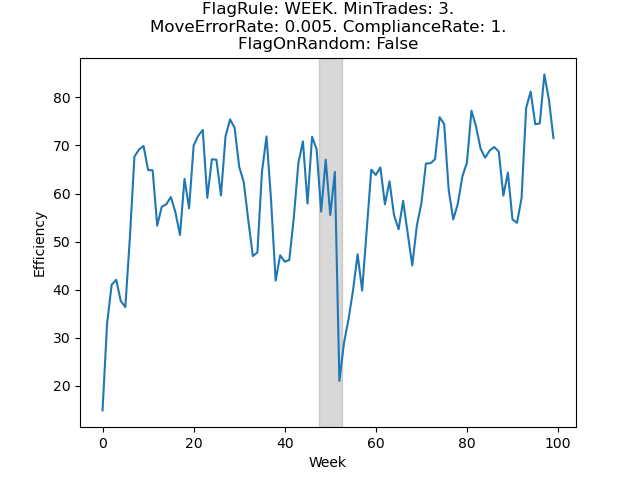 FlagRule: WEEK. MinTrades: 3.
MoveErrorRate: 0.005. ComplianceRate: 1.
FlagOnRandom: False
80
70
60
50
40
30
20
Efficiency
0 20 40 60 80 100
Week